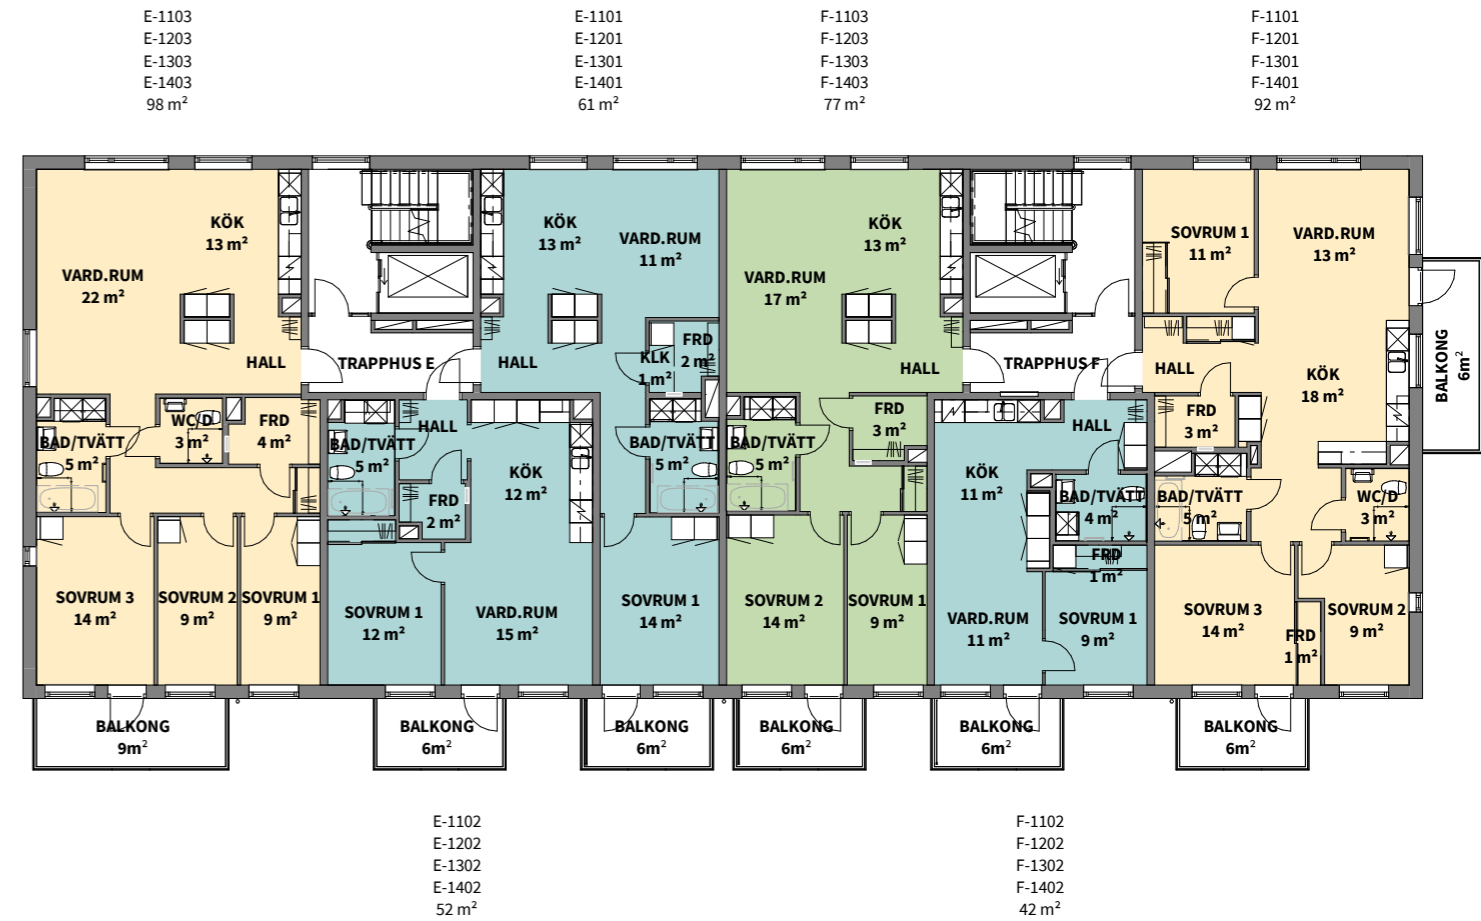 E-1103
E-1203
E-1303
E-1403
98 m²
E-1101
E-1201
E-1301
E-1401
61 m²
F-1103
F-1203
F-1303
F-1403
77 m²
F-1101
F-1201
F-1301
F-1401
92 m²
KÖK
13 m²
VARD.RUM
22 m²
HALL
WC/D
3 m²
FRD
4 m²
BAD/TVÄTT
5 m²
SOVRUM 3
14 m²
SOVRUM 2
9 m²
SOVRUM 1
9 m²
BALKONG
9m²
TRAPPHUS E
HALL
BAD/TVÄTT
5 m²
FRD
2 m²
KÖK
12 m²
SOVRUM 1
12 m²
VARD.RUM
15 m²
BALKONG
6m²
KÖK
13 m²
VARD.RUM
11 m²
HALL
KLK
1 m²
FRD
2 m²
BAD/TVÄTT
5 m²
SOVRUM 1
14 m²
BALKONG
6m²
KÖK
13 m²
VARD.RUM
17 m²
HALL
FRD
3 m²
BAD/TVÄTT
5 m²
SOVRUM 2
14 m²
SOVRUM 1
9 m²
BALKONG
6m²
TRAPPHUS F
HALL
KÖK
11 m²
BAD/TVÄTT
4 m²
FRD
1 m²
VARD.RUM
11 m²
SOVRUM 1
9 m²
BALKONG
6m²
SOVRUM 1
11 m²
VARD.RUM
13 m²
HALL
KÖK
18 m²
FRD
3 m²
BAD/TVÄTT
5 m²
WC/D
3 m²
SOVRUM 3
14 m²
FRD
1 m²
SOVRUM 2
9 m²
BALKONG
6m²
BALKONG
6m²
E-1102
E-1202
E-1302
E-1402
52 m²
F-1102
F-1202
F-1302
F-1402
42 m²